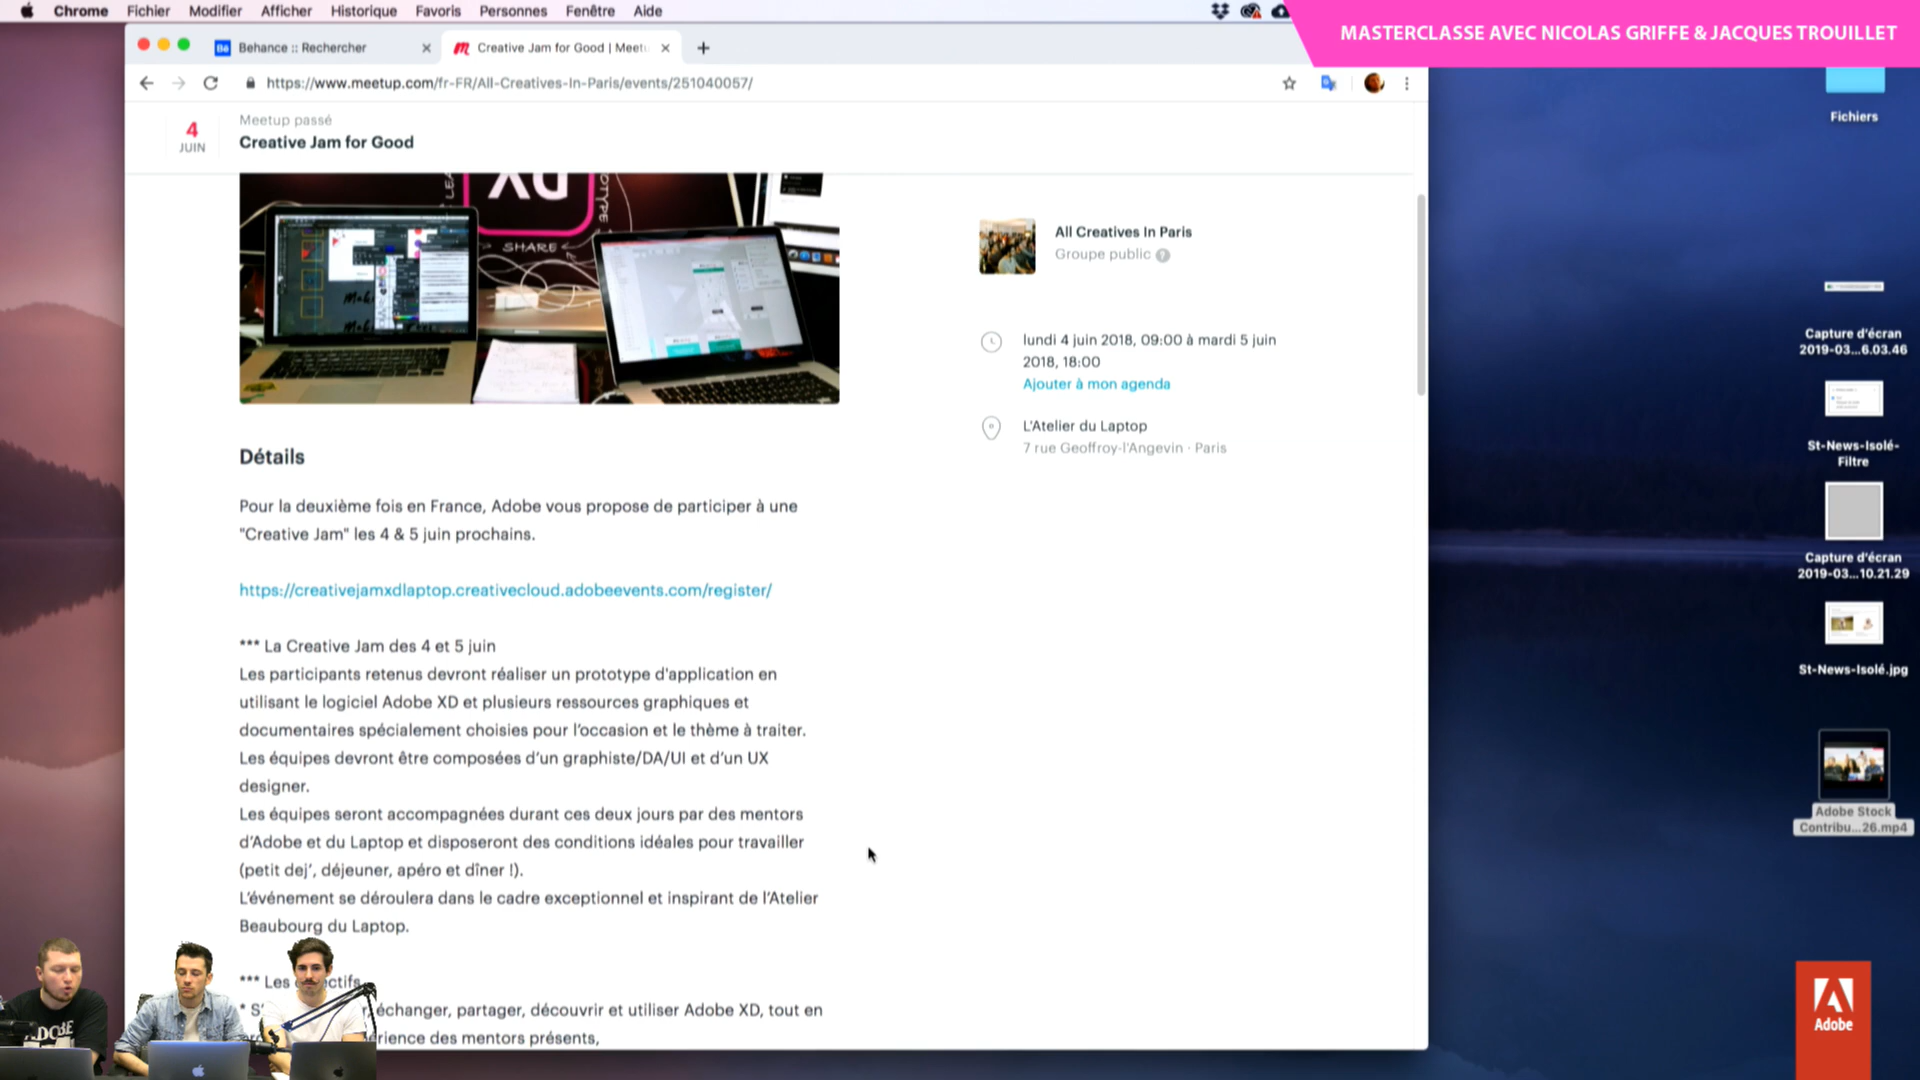 Chrome Fichier Modifier Afficher Historique Favoris Personnes Fenêtre Aide
MASTERCLASSE AVEC NICOLAS GRIFFE & JACQUES TROUILLET
Bē Behance :: Rechercher
Creative Jam for Good | Meet
https://www.meetup.com/fr-FR/All-Creatives-In-Paris/events/251040057/
4
JUIN
Meetup passé
Creative Jam for Good
SHARE
All Creatives In Paris
Groupe public
lundi 4 juin 2018, 09:00 à mardi 5 juin
2018, 18:00
Ajouter à mon agenda
L'Atelier du Laptop
7 rue Geoffroy-l'Angevin · Paris
Détails
Pour la deuxième fois en France, Adobe vous propose de participer à une
"Creative Jam" les 4 & 5 juin prochains.
https://creativejamxdlaptop.creativecloud.adobeevents.com/register/
*** La Creative Jam des 4 et 5 juin
Les participants retenus devront réaliser un prototype d'application en
utilisant le logiciel Adobe XD et plusieurs ressources graphiques et
documentaires spécialement choisies pour l'occasion et le thème à traiter.
Les équipes devront être composées d'un graphiste/DA/UI et d'un UX
designer.
Les équipes seront accompagnées durant ces deux jours par des mentors
d'Adobe et du Laptop et disposeront des conditions idéales pour travailler
(petit dej', déjeuner, apéro et dîner !).
L'événement se déroulera dans le cadre exceptionnel et inspirant de l'Atelier
Beaubourg du Laptop.
*** Les
échanger, partager, découvrir et utiliser Adobe XD, tout en
des mentors présents,
Fichiers
Capture d'écran
2019-03...6.03.46
St-News-Isolé-
Filtre
Capture d'écran
2019-03...10.21.29
St-News-Isolé.jpg
Adobe Stock
Contribu...26.mp4
Adobe